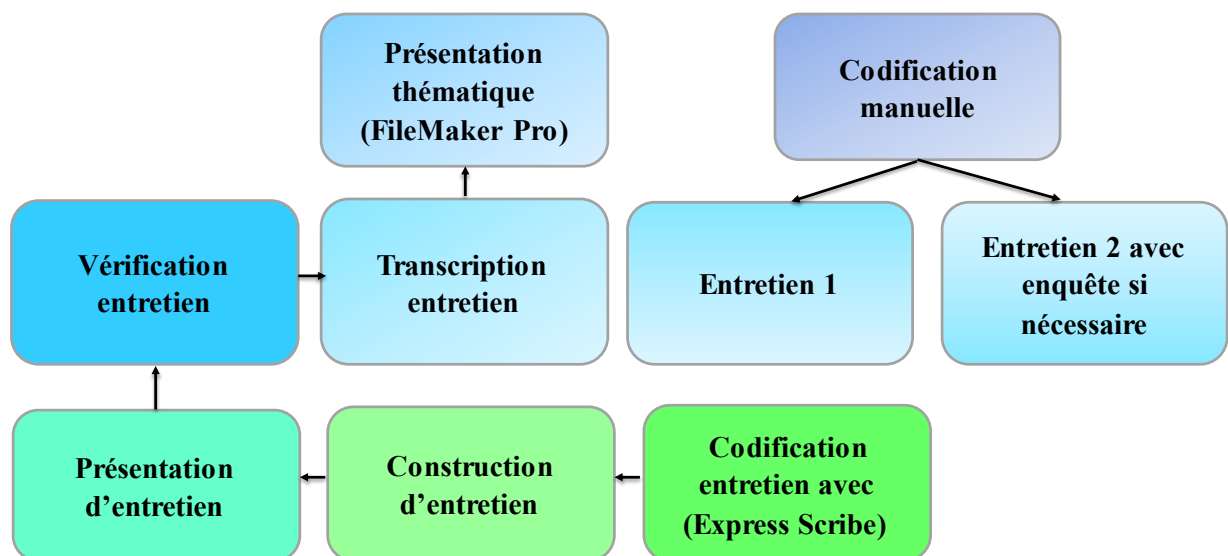 Présentation
thématique
(FileMaker Pro)
Codification
manuelle
Vérification
entretien
Transcription
entretien
Entretien 1
Entretien 2 avec
enquête si
nécessaire
Présentation
d’entretien
Construction
d’entretien
Codification
entretien avec
(Express Scribe)